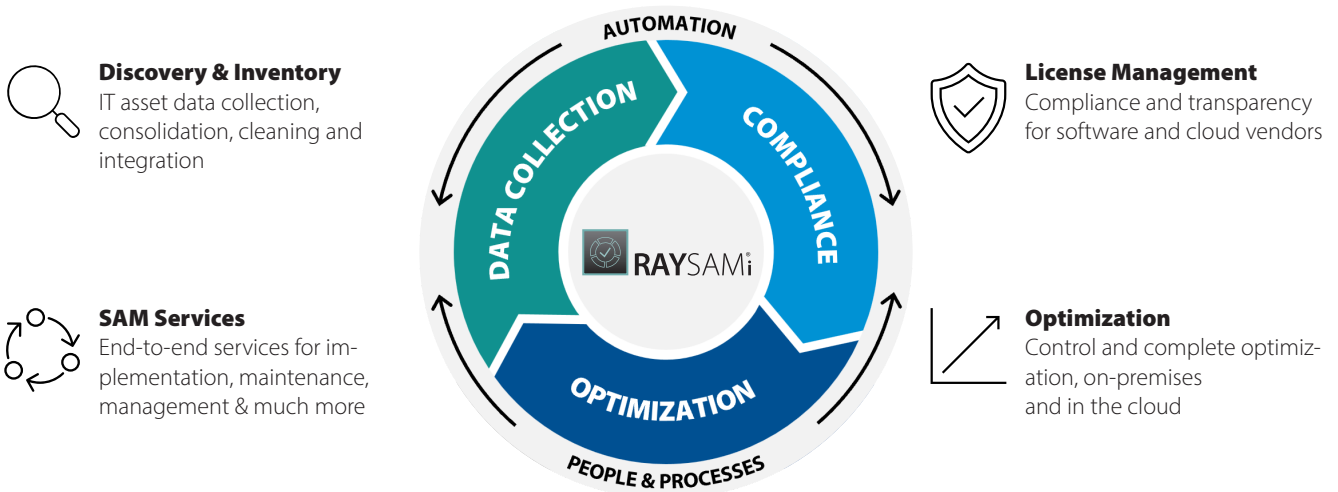 Discovery & Inventory
IT asset data collection,
consolidation, cleaning and
integration
SAM Services
End-to-end services for im-
plementation, maintenance,
management & much more
AUTOMATION
DATA COLLECTION
COMPLIANCE
OPTIMIZATION
RAYSAMi®
PEOPLE & PROCESSES
License Management
Compliance and transparency
for software and cloud vendors
Optimization
Control and complete optimiz-
ation, on-premises
and in the cloud